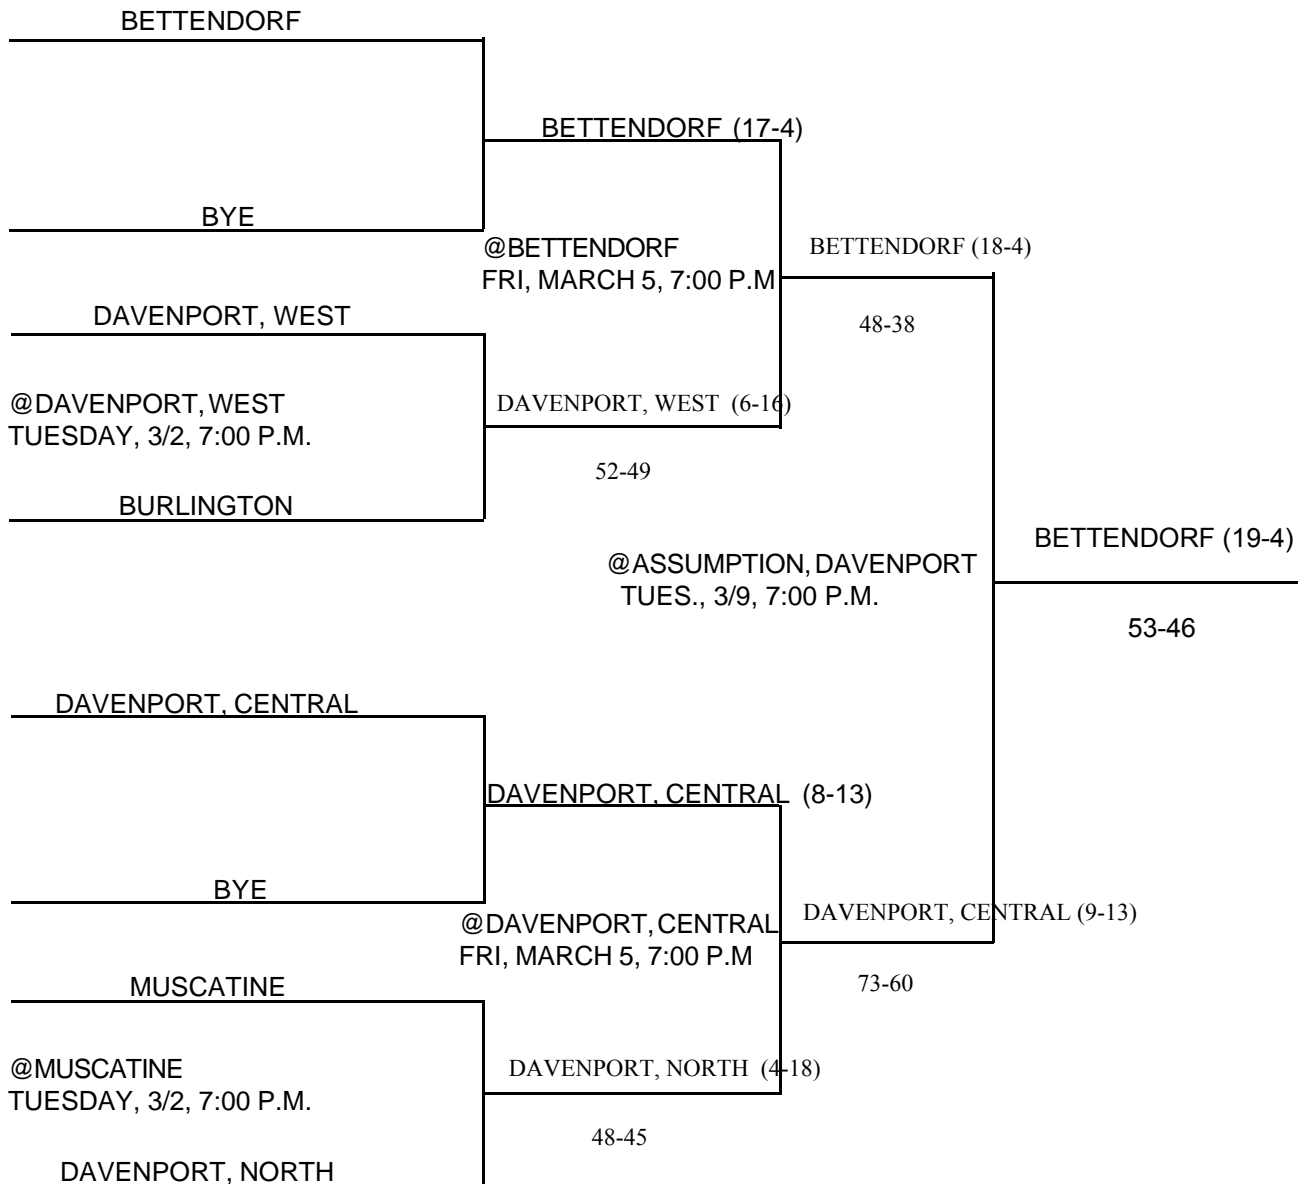 BETTENDORF
BETTENDORF (17-4)
BYE
@BETTENDORF
FRI, MARCH 5, 7:00 P.M
BETTENDORF (18-4)
48-38
DAVENPORT, WEST
@DAVENPORT, WEST
TUESDAY, 3/2, 7:00 P.M.
DAVENPORT, WEST (6-16)
52-49
BURLINGTON
@ASSUMPTION, DAVENPORT
TUES., 3/9, 7:00 P.M.
BETTENDORF (19-4)
53-46
DAVENPORT, CENTRAL
DAVENPORT, CENTRAL (8-13)
BYE
@DAVENPORT, CENTRAL
FRI, MARCH 5, 7:00 P.M
DAVENPORT, CENTRAL (9-13)
73-60
MUSCATINE
@MUSCATINE
TUESDAY, 3/2, 7:00 P.M.
DAVENPORT, NORTH (4-18)
48-45
DAVENPORT, NORTH